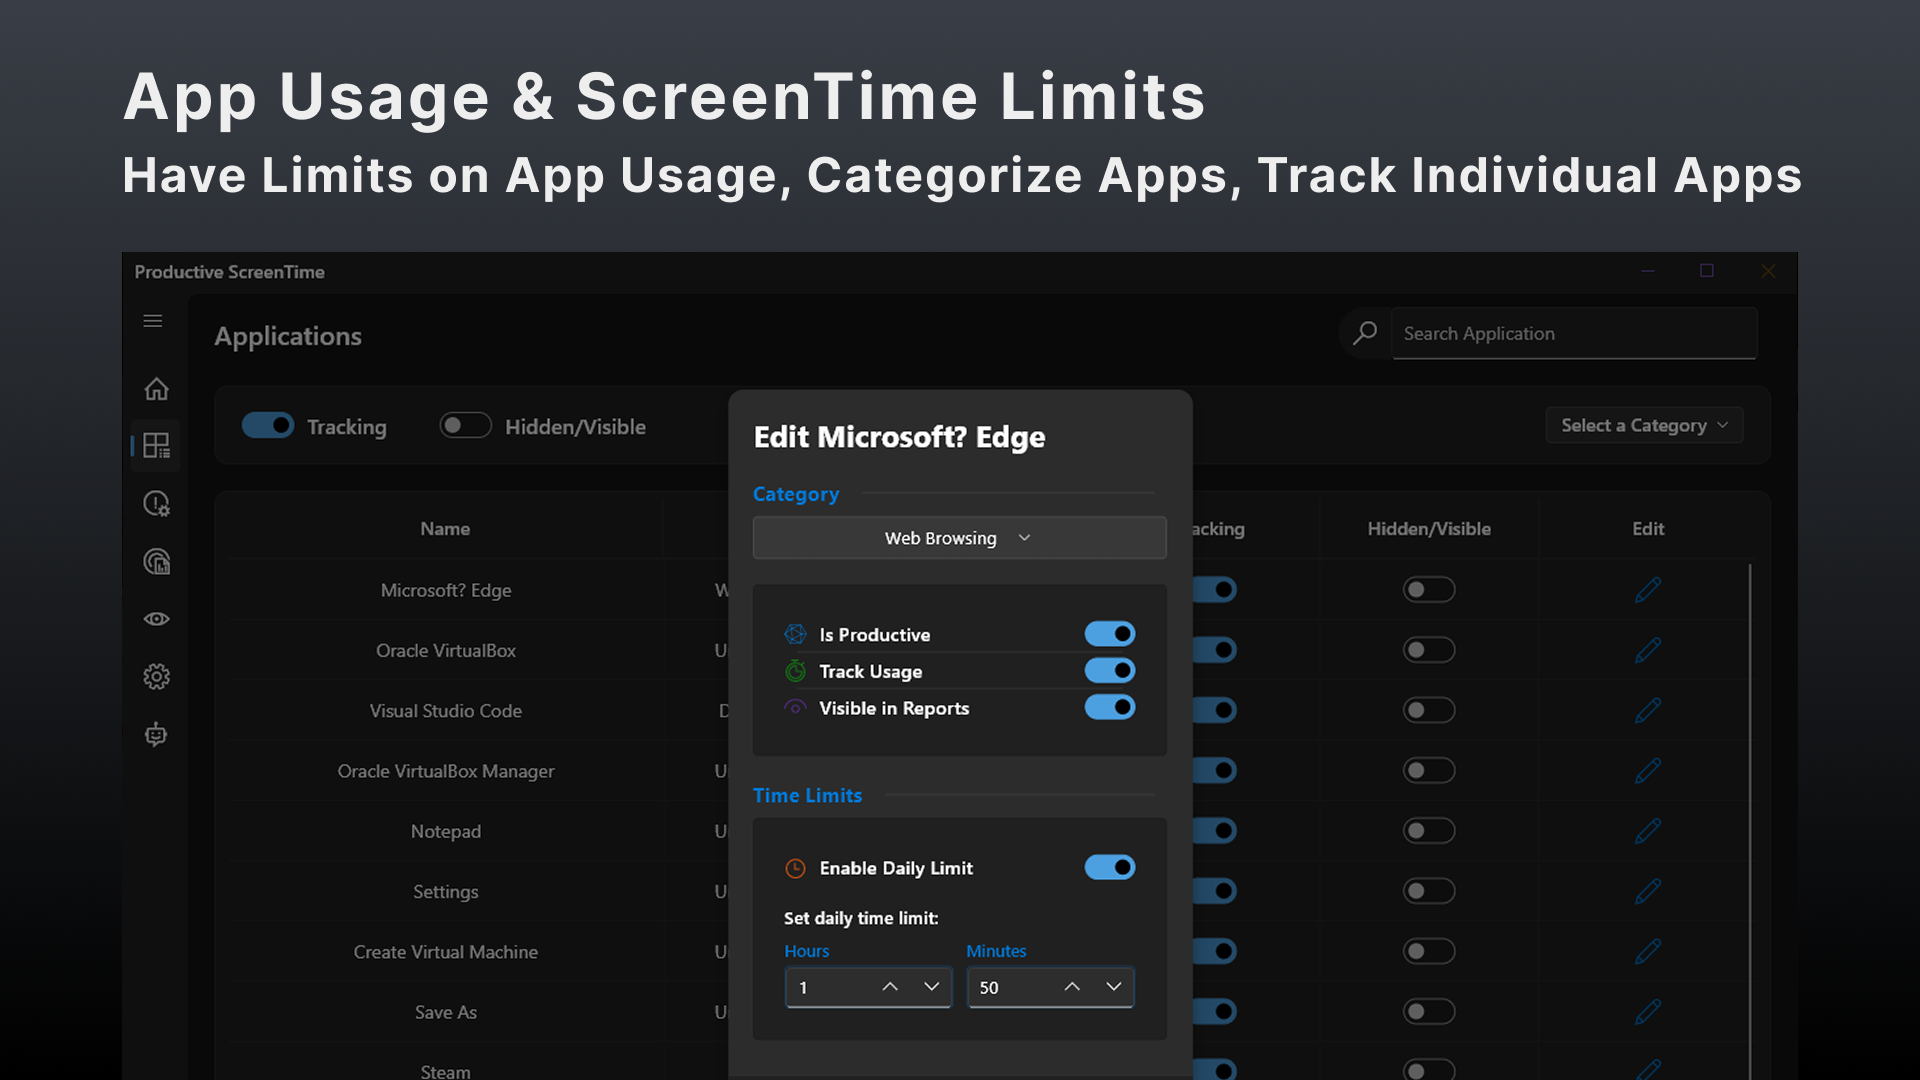 App Usage & ScreenTime Limits
Have Limits on App Usage, Categorize Apps, Track Individual Apps
Productive ScreenTime
Applications
Search Application
Tracking
Hidden/Visible
Select a Category
Name
acking
Hidden/Visible
Edit
Microsoft? Edge
W
Oracle VirtualBox
U
Visual Studio Code
D
Oracle VirtualBox Manager
U
Notepad
U
Settings
U
Create Virtual Machine
U
Save As
U
Steam
Edit Microsoft? Edge
Category
Web Browsing
Is Productive
Track Usage
Visible in Reports
Time Limits
Enable Daily Limit
Set daily time limit:
Hours
Minutes
1
50